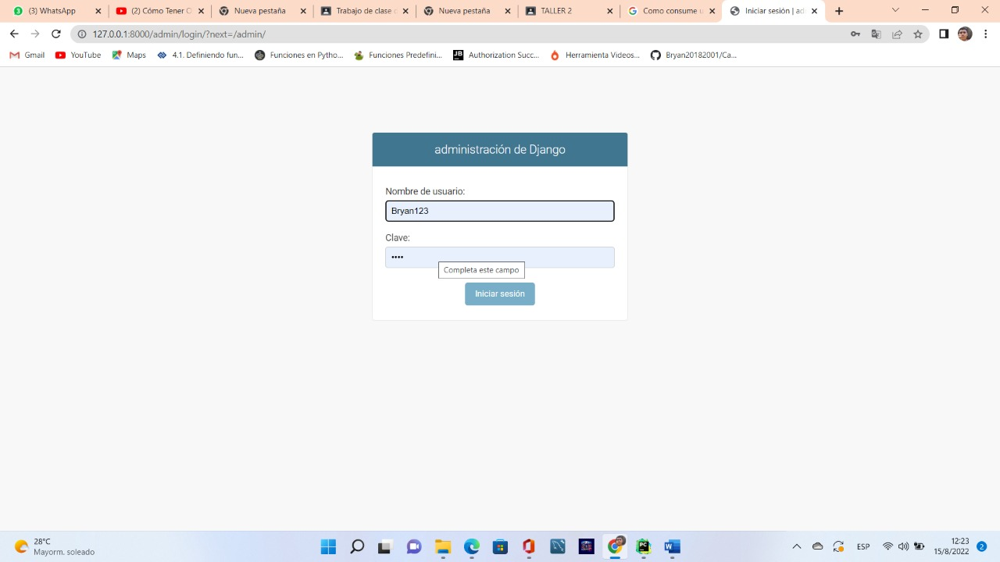 (3) WhatsApp
(2) Cómo Tener O
Nueva pestaña
Trabajo de clase d
Nueva pestaña
TALLER 2
Como consume u
Iniciar sesión | ad
127.0.0.1:8000/admin/login/?next=/admin/
Gmail
YouTube
Maps
4.1. Definiendo fun...
Funciones en Pytho...
Funciones Predefini...
JB
Authorization Succ...
Herramienta Videos...
Bryan20182001/Ca...
administración de Django
Nombre de usuario:
Bryan123
Clave:
••••
Completa este campo
Iniciar sesión
28°C
Mayorm. soleado
PC
W
ESP
12:23
15/8/2022
2